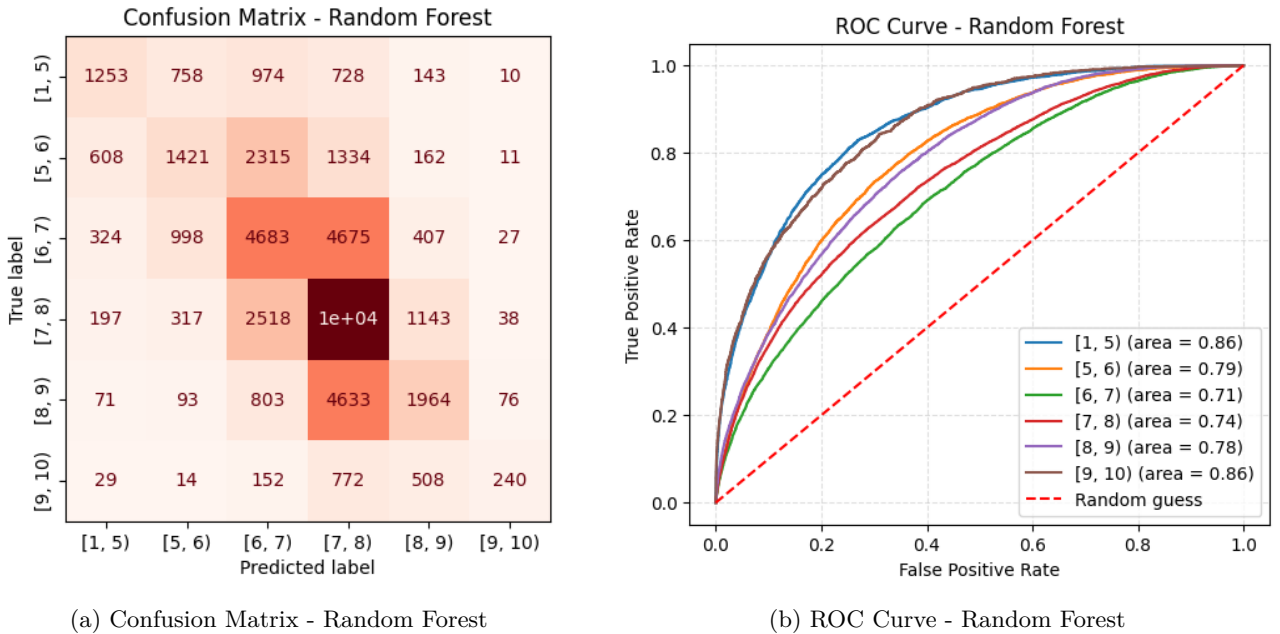 Confusion Matrix - Random Forest
True label
[1, 5) 1253 758 974 728 143 10
[5, 6) 608 1421 2315 1334 162 11
[6, 7) 324 998 4683 4675 407 27
[7, 8) 197 317 2518 1e+04 1143 38
[8, 9) 71 93 803 4633 1964 76
[9, 10) 29 14 152 772 508 240
[1, 5) [5, 6) [6, 7) [7, 8) [8, 9) [9, 10)
Predicted label
(a) Confusion Matrix - Random Forest
ROC Curve - Random Forest
True Positive Rate
1.0
0.8
0.6
0.4
0.2
0.0
[1, 5) (area = 0.86)
[5, 6) (area = 0.79)
[6, 7) (area = 0.71)
[7, 8) (area = 0.74)
[8, 9) (area = 0.78)
[9, 10) (area = 0.86)
Random guess
0.0 0.2 0.4 0.6 0.8 1.0
False Positive Rate
(b) ROC Curve - Random Forest